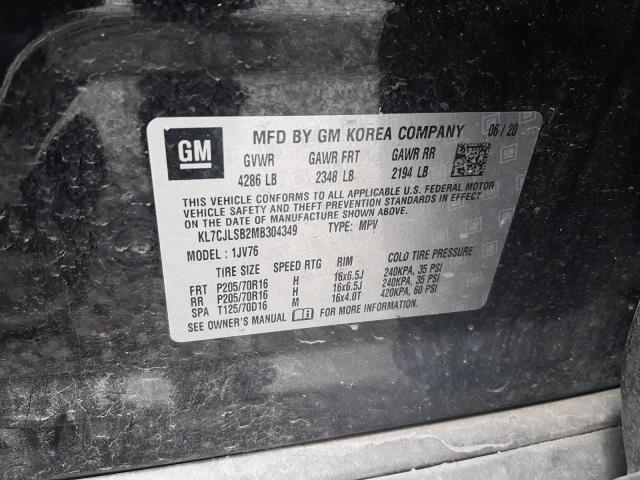 GM
MFD BY GM KOREA COMPANY 06/20
GVWR GAWR FRT GAWR RR
4286 LB 2348 LB 2194 LB
THIS VEHICLE CONFORMS TO ALL APPLICABLE U.S. FEDERAL MOTOR
VEHICLE SAFETY AND THEFT PREVENTION STANDARDS IN EFFECT
ON THE DATE OF MANUFACTURE SHOWN ABOVE.
KL7CJLSB2MB304349 TYPE: MPV
MODEL: 1JV76
TIRE SIZE SPEED RTG RIM COLD TIRE PRESSURE
FRT P205/70R16 H 16x6.5J 240KPA, 35 PSI
RR P205/70R16 H 16x6.5J 240KPA, 35 PSI
SPA T125/70D16 M 16x4.0T 420KPA, 60 PSI
SEE OWNER'S MANUAL FOR MORE INFORMATION.